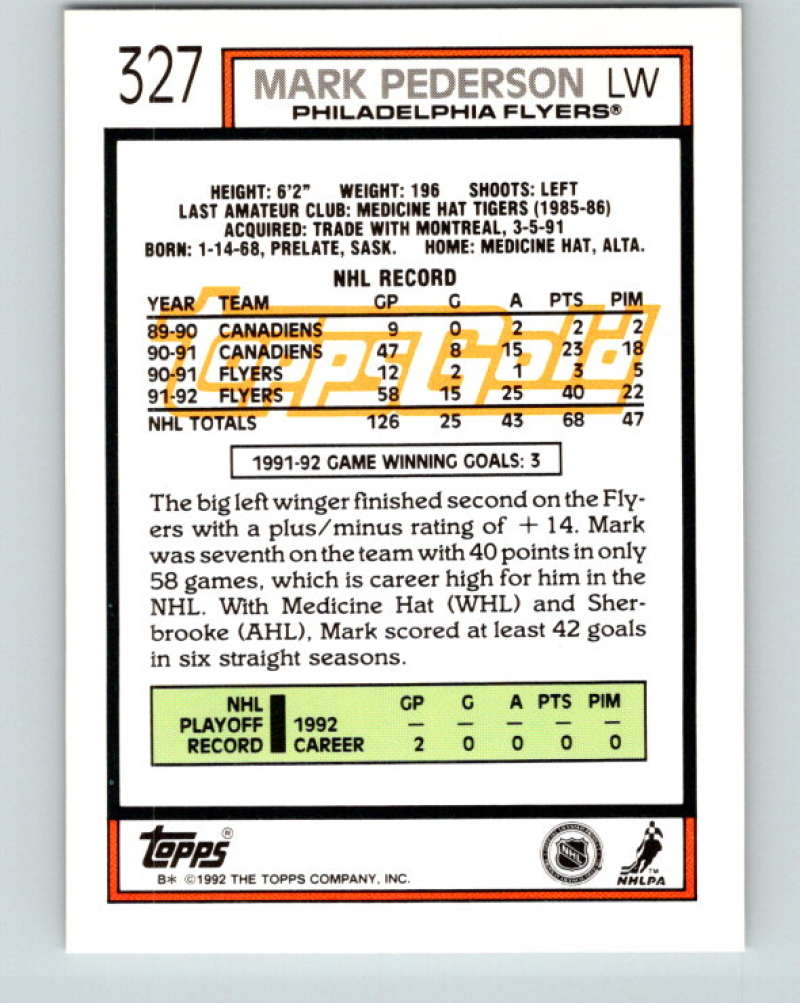 327
MARK PEDERSON LW
PHILADELPHIA FLYERS®
HEIGHT: 6'2" WEIGHT: 196 SHOOTS: LEFT
LAST AMATEUR CLUB: MEDICINE HAT TIGERS (1985-86)
ACQUIRED: TRADE WITH MONTREAL, 3-5-91
BORN: 1-14-68, PRELATE, SASK. HOME: MEDICINE HAT, ALTA.
NHL RECORD
YEAR TEAM GP G A PTS PIM
89-90 CANADIENS 9 0 2 2 2
90-91 CANADIENS 47 8 15 23 18
90-91 FLYERS 12 2 1 3 5
91-92 FLYERS 58 15 25 40 22
NHL TOTALS 126 25 43 68 47
Topps Gold
1991-92 GAME WINNING GOALS: 3
The big left winger finished second on the Fly-
ers with a plus/minus rating of + 14. Mark
was seventh on the team with 40 points in only
58 games, which is career high for him in the
NHL. With Medicine Hat (WHL) and Sher-
brooke (AHL), Mark scored at least 42 goals
in six straight seasons.
NHL GP G A PTS PIM
PLAYOFF 1992 — — — — —
RECORD CAREER 2 0 0 0 0
Topps®
B* ©1992 THE TOPPS COMPANY, INC.
NHL
™
NHLPA